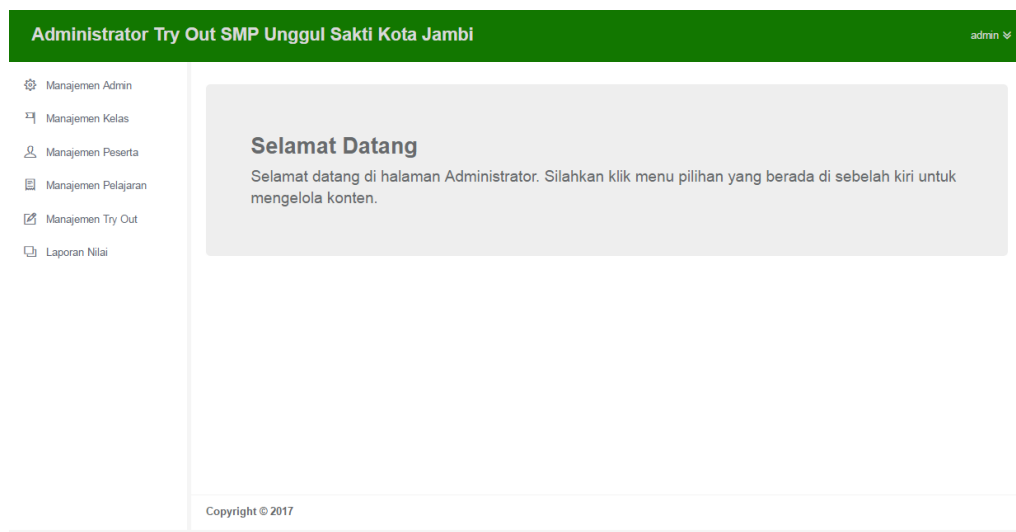 Administrator Try Out SMP Unggul Sakti Kota Jambi
admin
Manajemen Admin
Manajemen Kelas
Manajemen Peserta
Manajemen Pelajaran
Manajemen Try Out
Laporan Nilai
Selamat Datang
Selamat datang di halaman Administrator. Silahkan klik menu pilihan yang berada di sebelah kiri untuk
mengelola konten.
Copyright © 2017